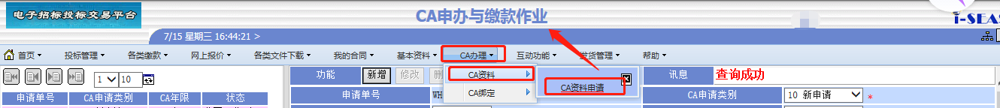 电子招标投标交易平台
CA申办与缴款作业
i-SEAS
7/15 星期三 16:44:21 >
首页 投标管理 各类缴款 网上报价 各类文件下载 我的合同 基本资料 CA办理 互动功能 发货管理 帮助
1 10 功能 新增 修改 CA资料 讯息 查询成功
CA资料申请
申请单号 CA申请类别 CA年限 状态 申请单号 WH CA绑定 CA申请类别 10 新申请 *